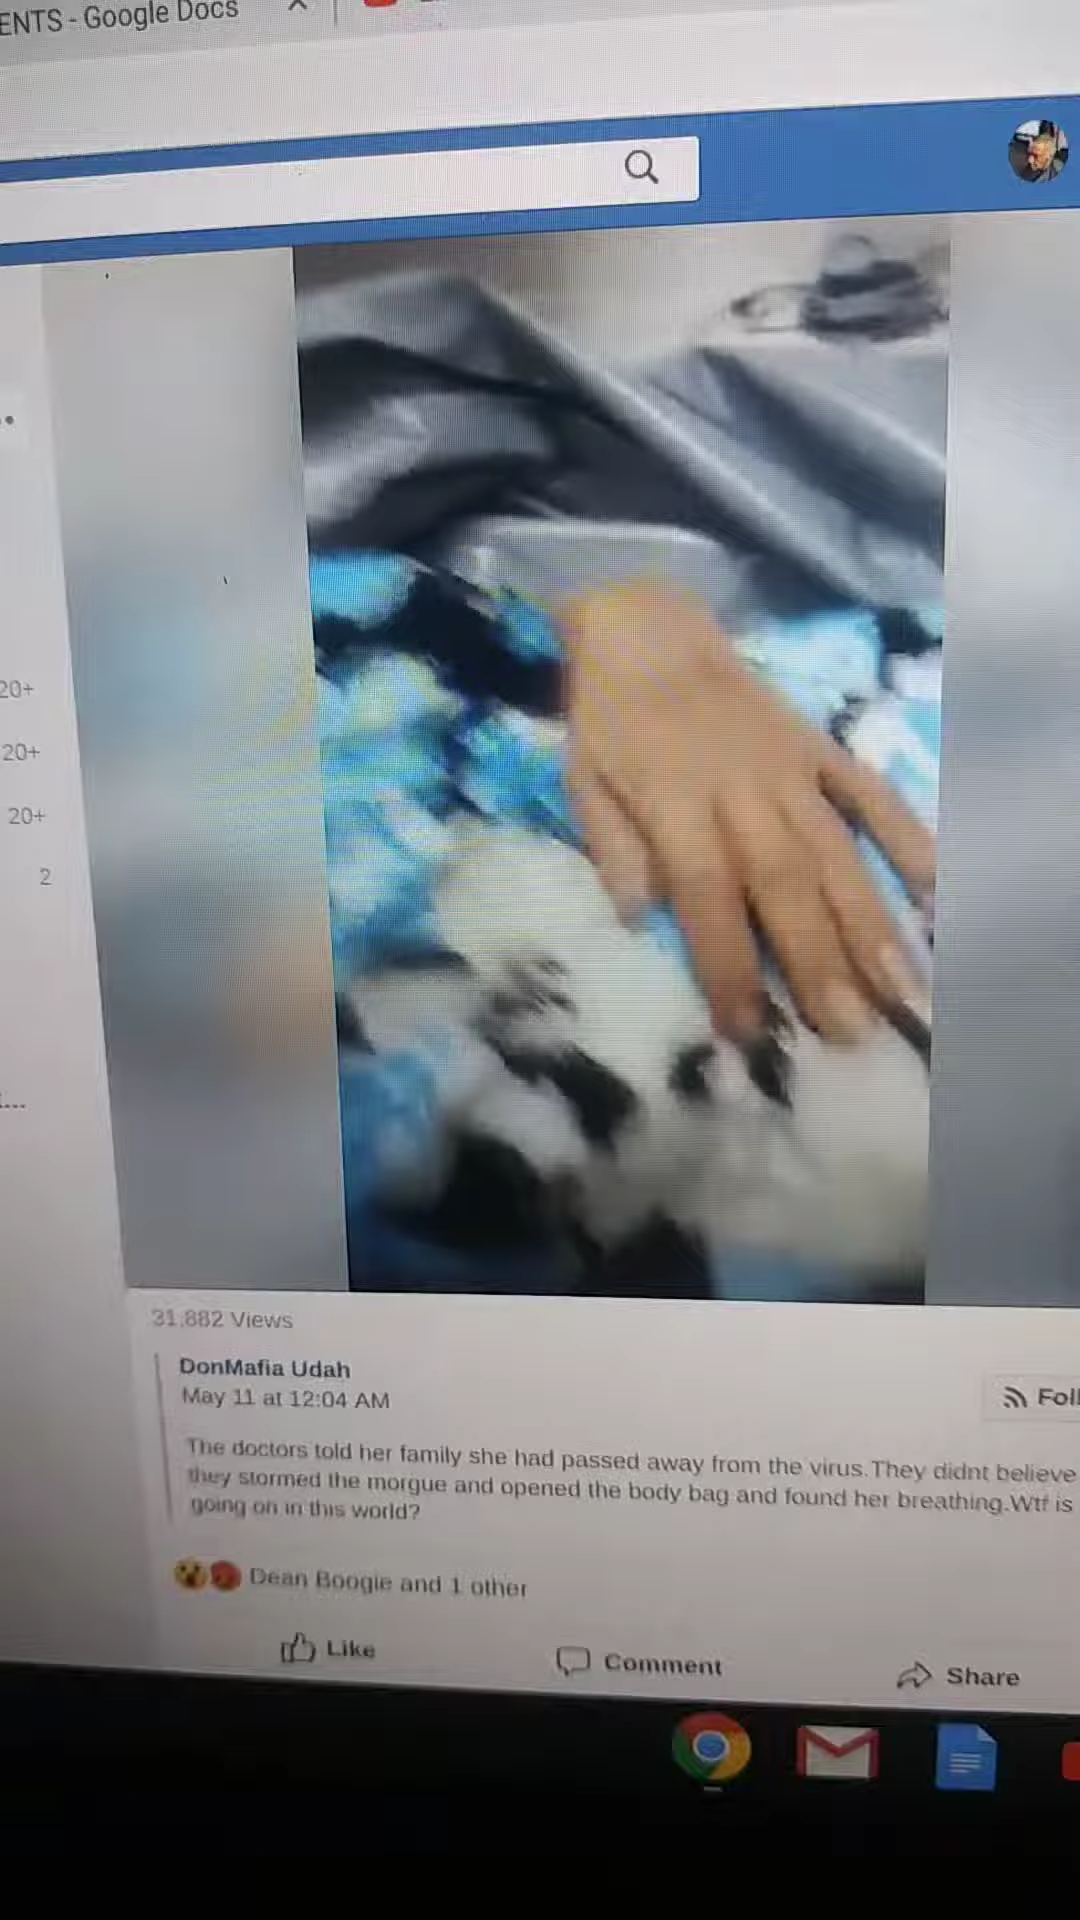 ENTS - Google Docs
20+
20+
20+
2
31,882 Views
DonMafia Udah
May 11 at 12:04 AM
Foll
The doctors told her family she had passed away from the virus.They didnt believe
they stormed the morgue and opened the body bag and found her breathing.Wtf is
going on in this world?
Dean Boogie and 1 other
Like
Comment
Share